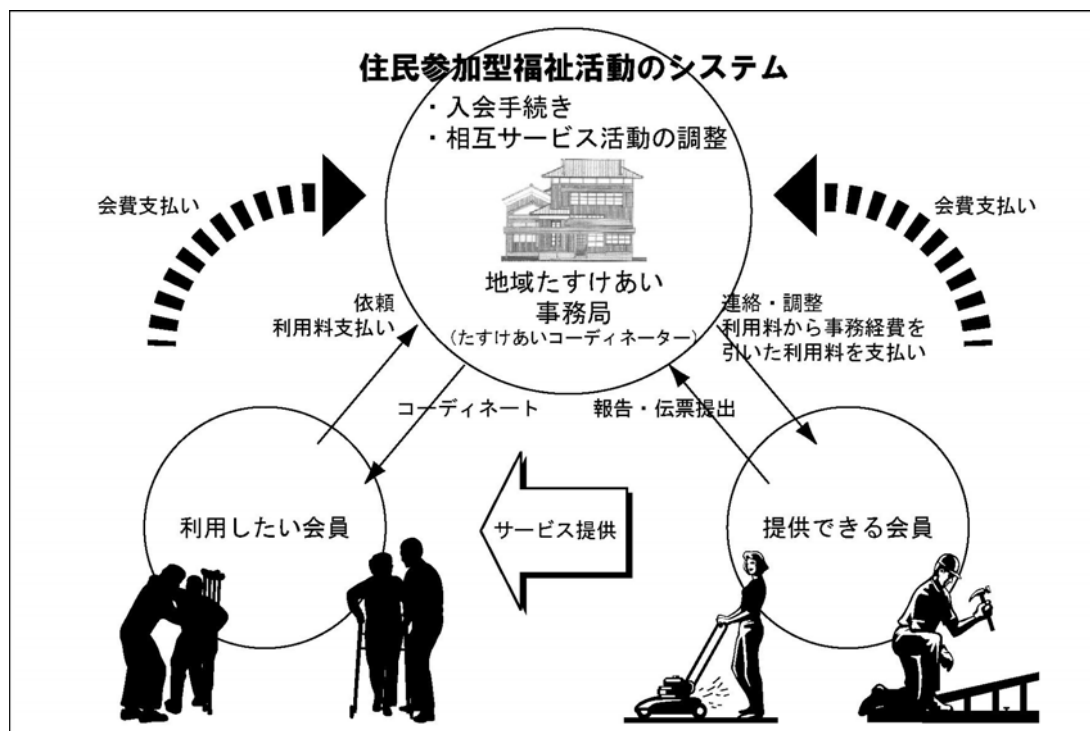 住民参加型福祉活動のシステム
・入会手続き
・相互サービス活動の調整
会費支払い
会費支払い
地域たすけあい
事務局
(たすけあいコーディネーター)
依頼
利用料支払い
連絡・調整
利用料から事務経費を
引いた利用料を支払い
コーディネート
報告・伝票提出
利用したい会員
サービス提供
提供できる会員